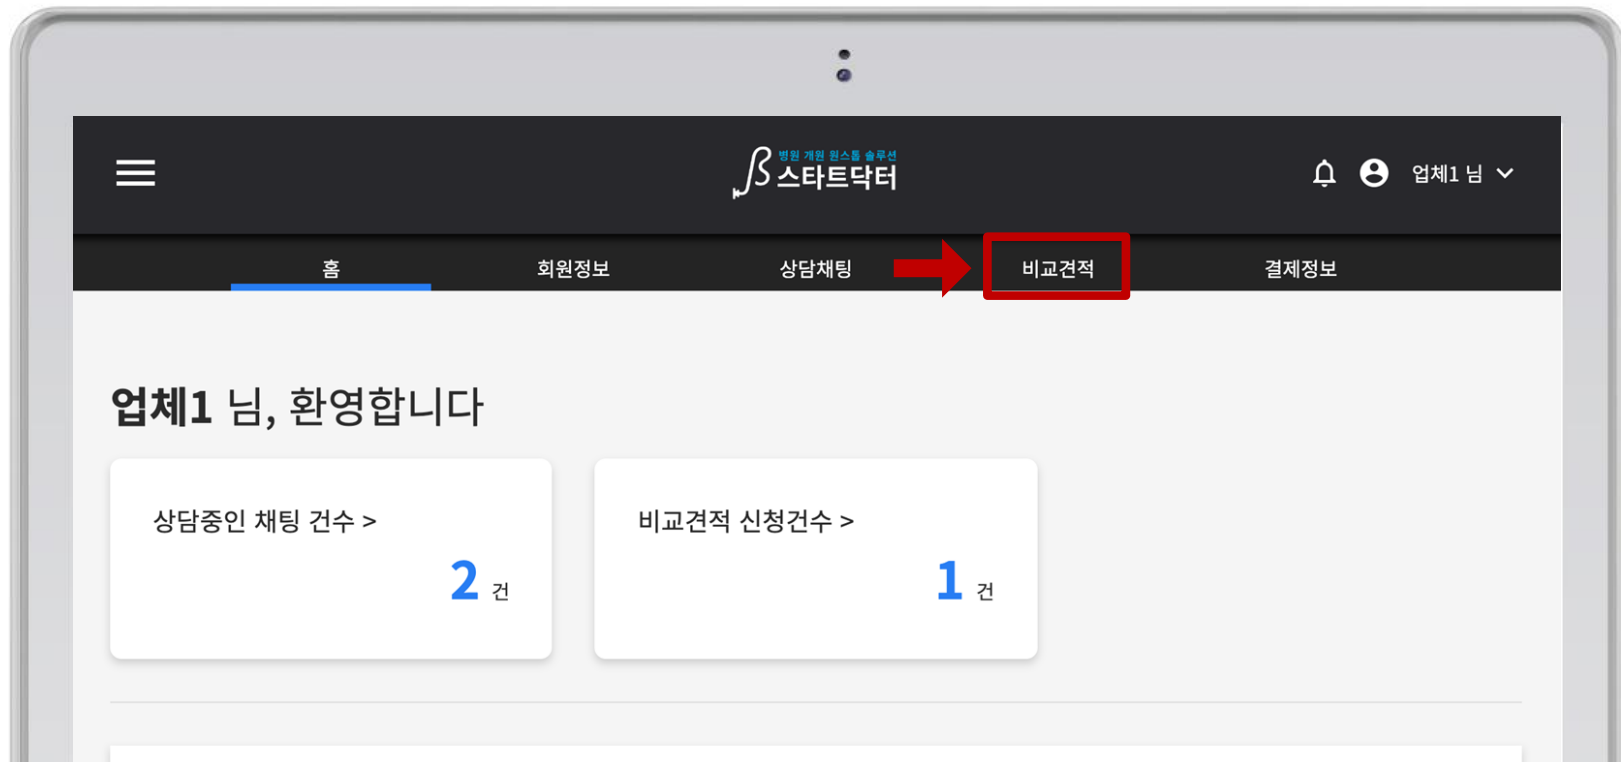 병원 개원 원스톱 솔루션
스타트닥터
업체1 님
홈 회원정보 상담채팅 비교견적 결제정보
업체1 님, 환영합니다
상담중인 채팅 건수 >
2 건
비교견적 신청건수 >
1 건